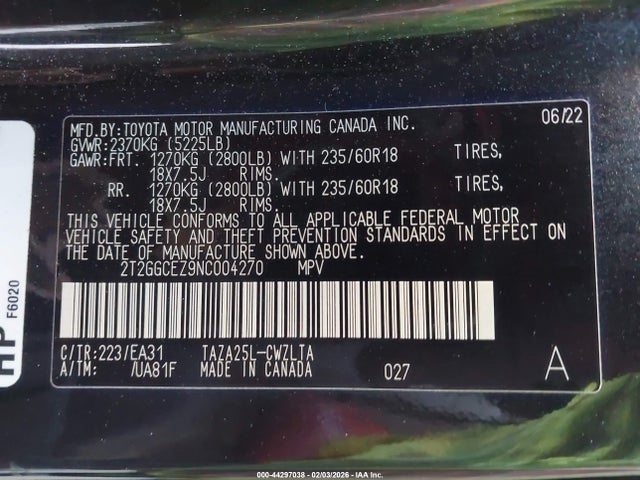 MFD.BY:TOYOTA MOTOR MANUFACTURING CANADA INC. 06/22
GVWR:2370KG (5225LB)
GAWR:FRT. 1270KG (2800LB) WITH 235/60R18 TIRES,
18X7.5J RIMS.
RR. 1270KG (2800LB) WITH 235/60R18 TIRES,
18X7.5J RIMS.
THIS VEHICLE CONFORMS TO ALL APPLICABLE FEDERAL MOTOR
VEHICLE SAFETY AND THEFT PREVENTION STANDARDS IN EFFECT ON
THE DATE OF MANUFACTURE SHOWN ABOVE.
2T2GGCEZ9NC004270 MPV
C/TR:223/EA31 TAZA25L-CWZLTA
A/TM: /UA81F MADE IN CANADA 027 A
HP
F6020
000-44297038 - 02/03/2026 - IAA Inc.